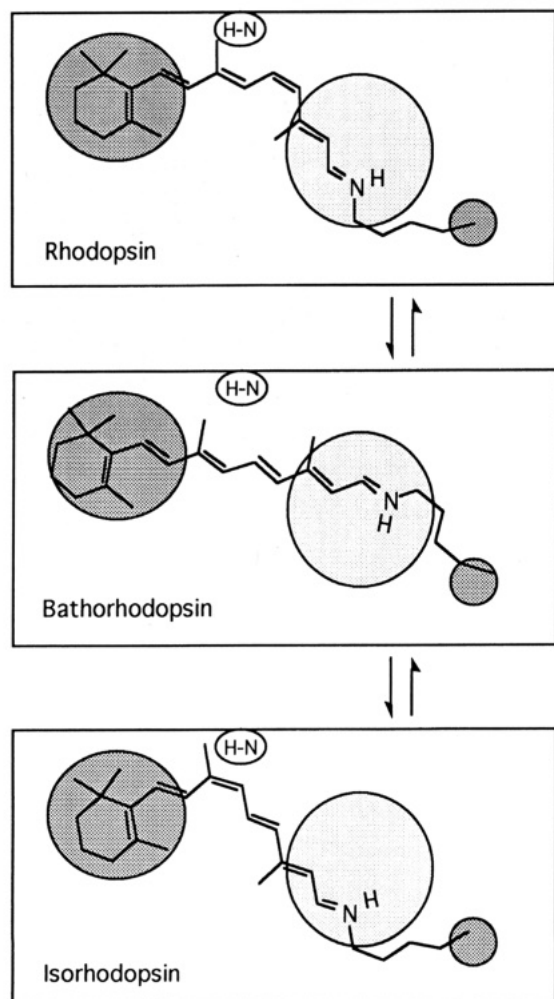 H-N
N H
Rhodopsin
H-N
N
H
Bathorhodopsin
H-N
H
N
Isorhodopsin